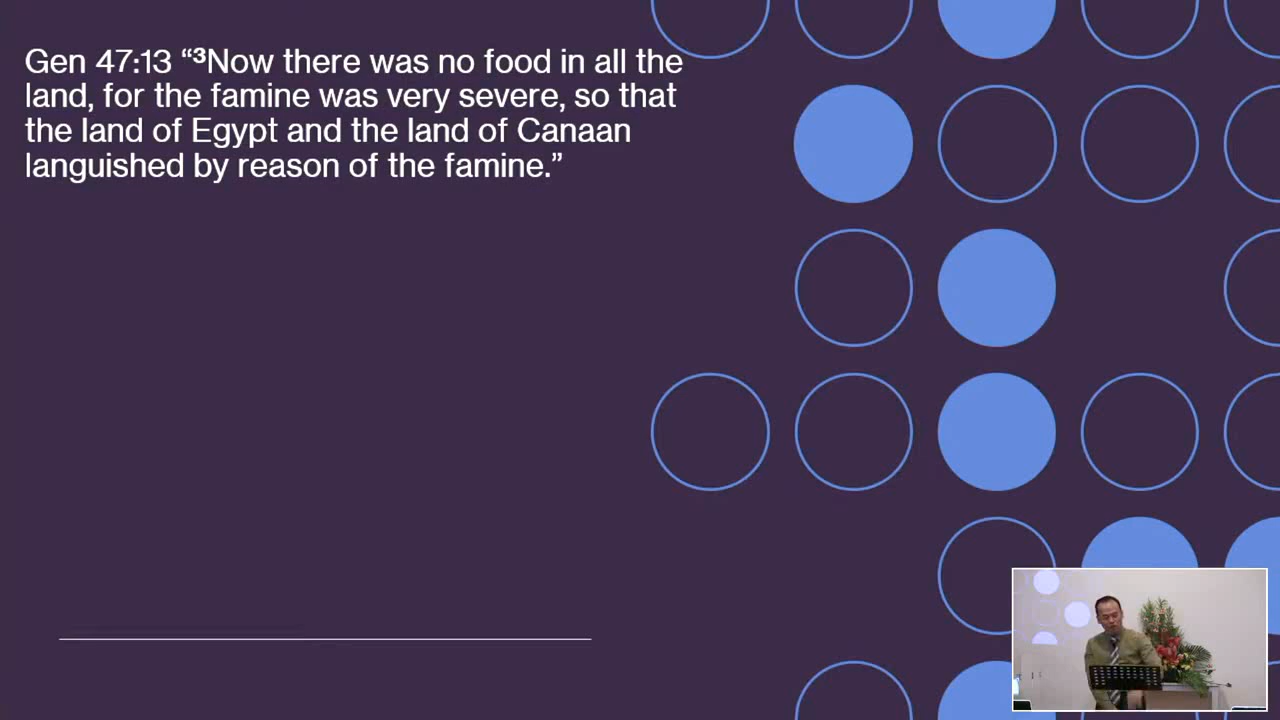 Gen 47:13 “³Now there was no food in all the
land, for the famine was very severe, so that
the land of Egypt and the land of Canaan
languished by reason of the famine.”